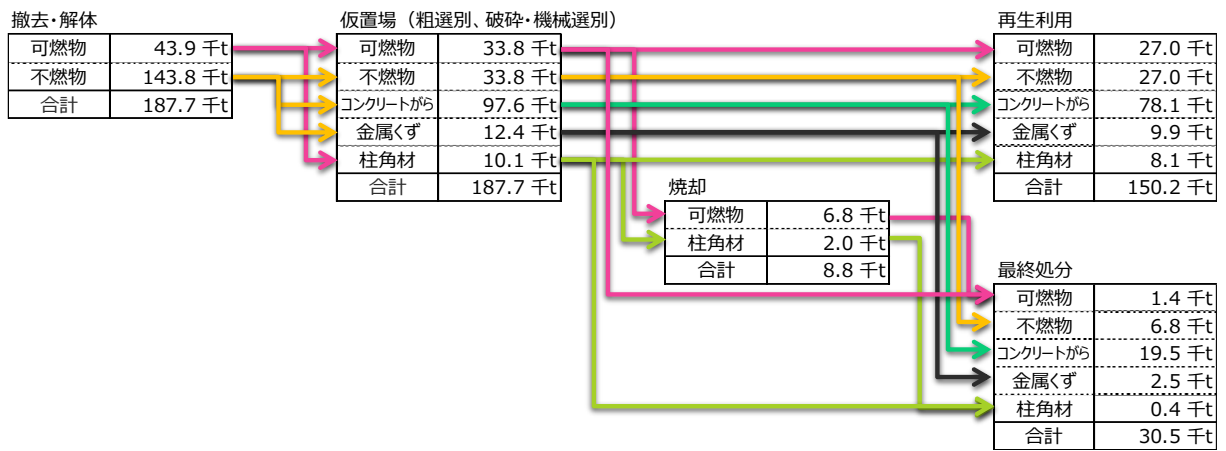 撤去・解体
可燃物 43.9 千t
不燃物 143.8 千t
合計 187.7 千t
仮置場（粗選別、破砕・機械選別）
可燃物 33.8 千t
不燃物 33.8 千t
コンクリートがら 97.6 千t
金属くず 12.4 千t
柱角材 10.1 千t
合計 187.7 千t
焼却
可燃物 6.8 千t
柱角材 2.0 千t
合計 8.8 千t
再生利用
可燃物 27.0 千t
不燃物 27.0 千t
コンクリートがら 78.1 千t
金属くず 9.9 千t
柱角材 8.1 千t
合計 150.2 千t
最終処分
可燃物 1.4 千t
不燃物 6.8 千t
コンクリートがら 19.5 千t
金属くず 2.5 千t
柱角材 0.4 千t
合計 30.5 千t